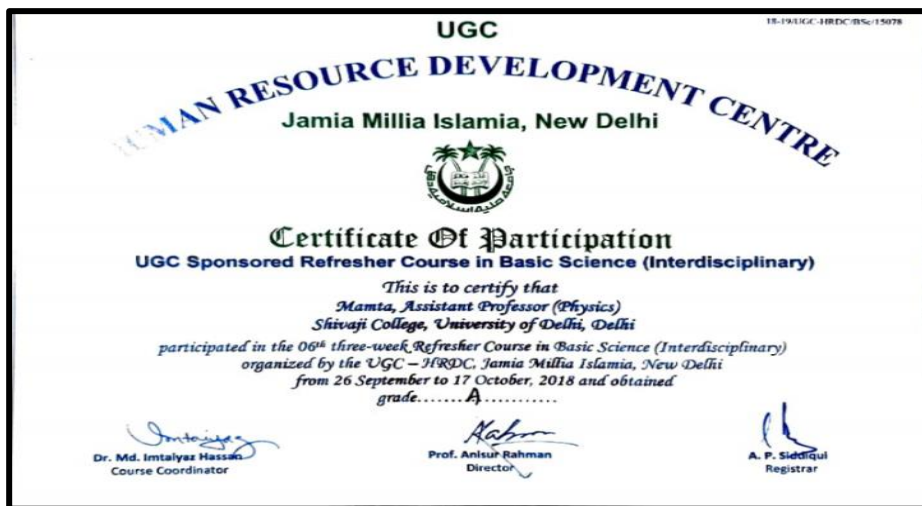 18-19/UGC-HRDC/BSc/15078
UGC
HUMAN RESOURCE DEVELOPMENT CENTRE
Jamia Millia Islamia, New Delhi
Certificate Of Participation
UGC Sponsored Refresher Course in Basic Science (Interdisciplinary)
This is to certify that
Mamta, Assistant Professor (Physics)
Shivaji College, University of Delhi, Delhi
participated in the 06th three-week Refresher Course in Basic Science (Interdisciplinary)
organized by the UGC – HRDC, Jamia Millia Islamia, New Delhi
from 26 September to 17 October, 2018 and obtained
grade.......A...........
Dr. Md. Imtaiyaz Hassan
Prof. Anisur Rahman
A. P. Siddiqui
Course Coordinator
Director
Registrar